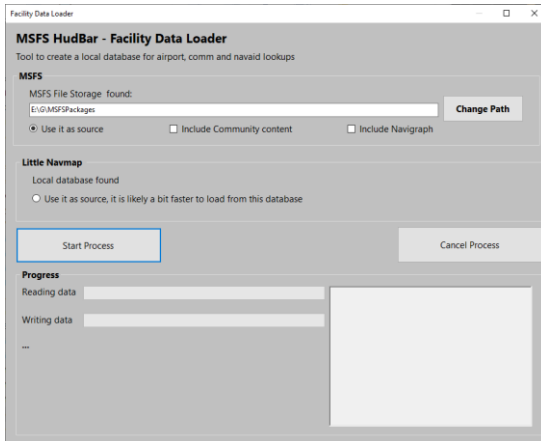 Facility Data Loader
MSFS HudBar - Facility Data Loader
Tool to create a local database for airport, comm and navaid lookups
MSFS
MSFS File Storage found:
E:\G\MSFSPackages
Change Path
Use it as source
Include Community content
Include Navigraph
Little Navmap
Local database found
Use it as source, it is likely a bit faster to load from this database
Start Process
Cancel Process
Progress
Reading data
Writing data
...